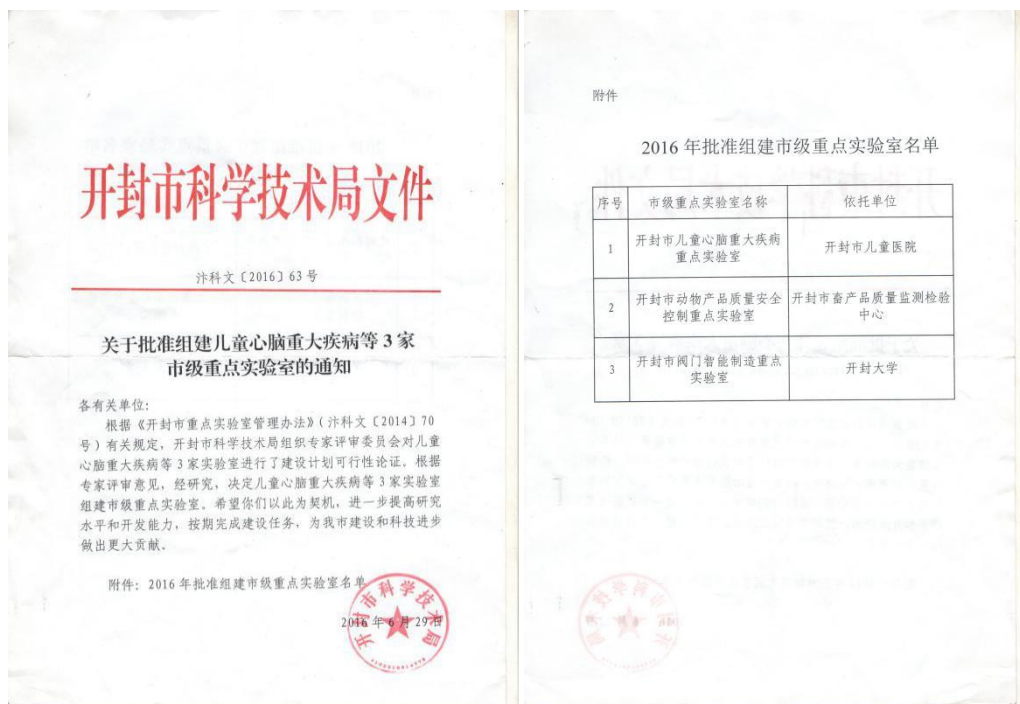 开封市科学技术局文件
汴科文〔2016〕63 号
关于批准组建儿童心脑重大疾病等 3 家
市级重点实验室的通知
各有关单位:
根据《开封市重点实验室管理办法》(汴科文〔2014〕70
号)有关规定，开封市科学技术局组织专家评审委员会对儿童
心脑重大疾病等 3 家实验室进行了建设计划可行性论证。根据
专家评审意见，经研究，决定儿童心脑重大疾病等 3 家实验室
组建市级重点实验室。希望你们以此为契机，进一步提高研究
水平和开发能力，按期完成建设任务，为我市建设和科技进步
做出更大贡献。
附件: 2016 年批准组建市级重点实验室名单
2016 年 6 月 29 日
开封市科学技术局
附件
2016 年批准组建市级重点实验室名单
序号 市级重点实验室名称 依托单位
1 开封市儿童心脑重大疾病
重点实验室 开封市儿童医院
2 开封市动物产品质量安全
控制重点实验室 开封市畜产品质量监测检验
中心
3 开封市阀门智能制造重点
实验室 开封大学